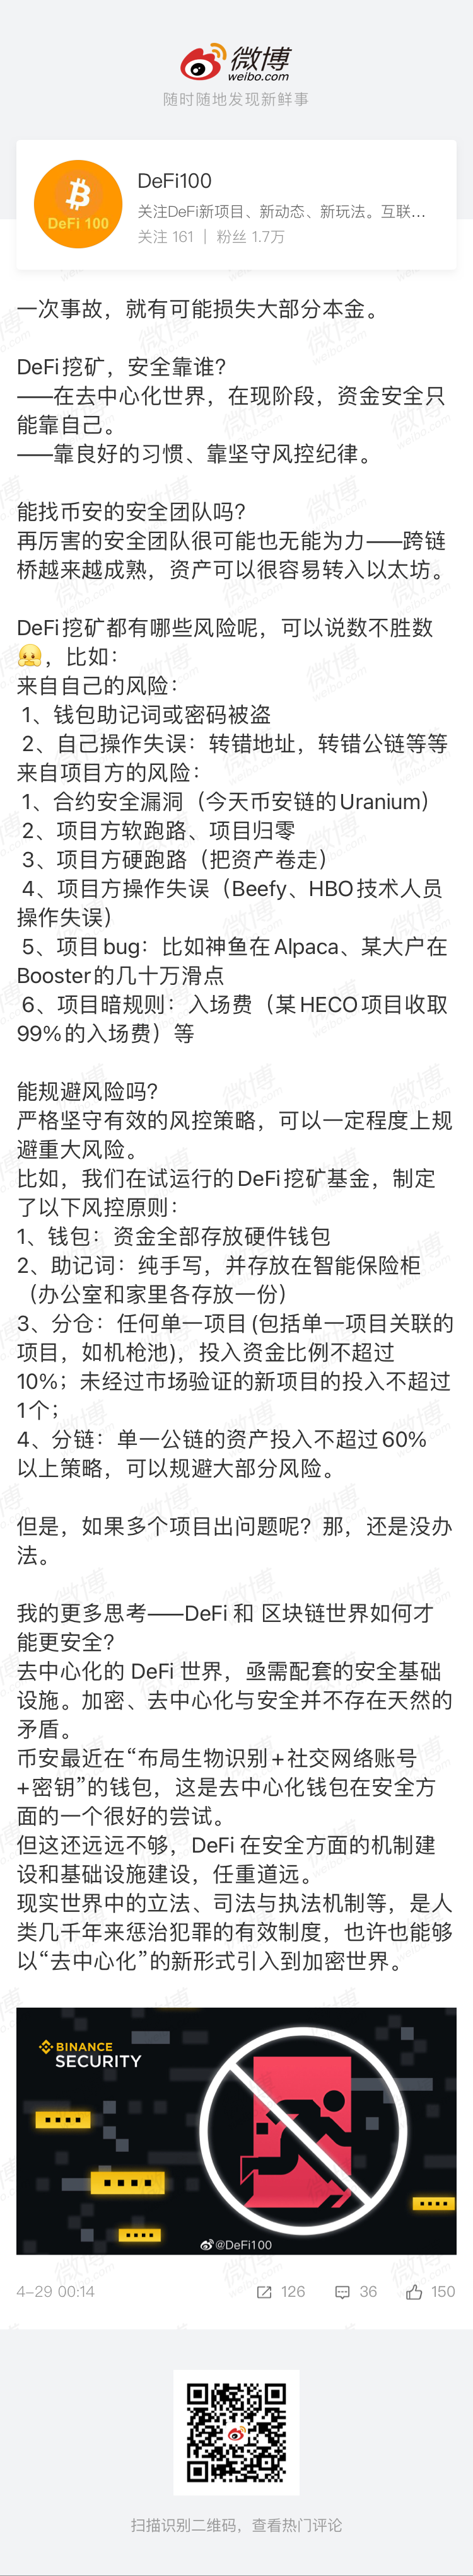 微博
weibo.com
随时随地发现新鲜事
DeFi 100
DeFi100
关注DeFi新项目、新动态、新玩法。互联...
关注 161 | 粉丝 1.7万
一次事故，就有可能损失大部分本金。
DeFi挖矿，安全靠谁？
——在去中心化世界，在现阶段，资金安全只
能靠自己。
——靠良好的习惯、靠坚守风控纪律。
能找币安的安全团队吗？
再厉害的安全团队很可能也无能为力——跨链
桥越来越成熟，资产可以很容易转入以太坊。
DeFi挖矿都有哪些风险呢，可以说数不胜数
😤，比如：
来自自己的风险：
1、钱包助记词或密码被盗
2、自己操作失误：转错地址，转错公链等等
来自项目方的风险：
1、合约安全漏洞（今天币安链的Uranium）
2、项目方软跑路、项目归零
3、项目方硬跑路（把资产卷走）
4、项目方操作失误（Beefy、HBO技术人员
操作失误）
5、项目bug：比如神鱼在Alpaca、某大户在
Booster的几十万滑点
6、项目暗规则：入场费（某HECO项目收取
99%的入场费）等
能规避风险吗？
严格坚守有效的风控策略，可以一定程度上规
避重大风险。
比如，我们在试运行的DeFi挖矿基金，制定
了以下风控原则：
1、钱包：资金全部存放硬件钱包
2、助记词：纯手写，并存放在智能保险柜
（办公室和家里各存放一份）
3、分仓：任何单一项目(包括单一项目关联的
项目，如机枪池)，投入资金比例不超过
10%；未经过市场验证的新项目的投入不超过
1个；
4、分链：单一公链的资产投入不超过60%
以上策略，可以规避大部分风险。
但是，如果多个项目出问题呢？那，还是没办
法。
我的更多思考——DeFi 和 区块链世界如何才
能更安全？
去中心化的 DeFi 世界，亟需配套的安全基础
设施。加密、去中心化与安全并不存在天然的
矛盾。
币安最近在“布局生物识别+社交网络账号
+密钥”的钱包，这是去中心化钱包在安全方
面的一个很好的尝试。
但这还远远不够，DeFi 在安全方面的机制建
设和基础设施建设，任重道远。
现实世界中的立法、司法与执法机制等，是人
类几千年来惩治犯罪的有效制度，也许也能够
以“去中心化”的新形式引入到加密世界。
BINANCE
SECURITY
@DeFi100
4-29 00:14 126 36 150
扫描识别二维码，查看热门评论